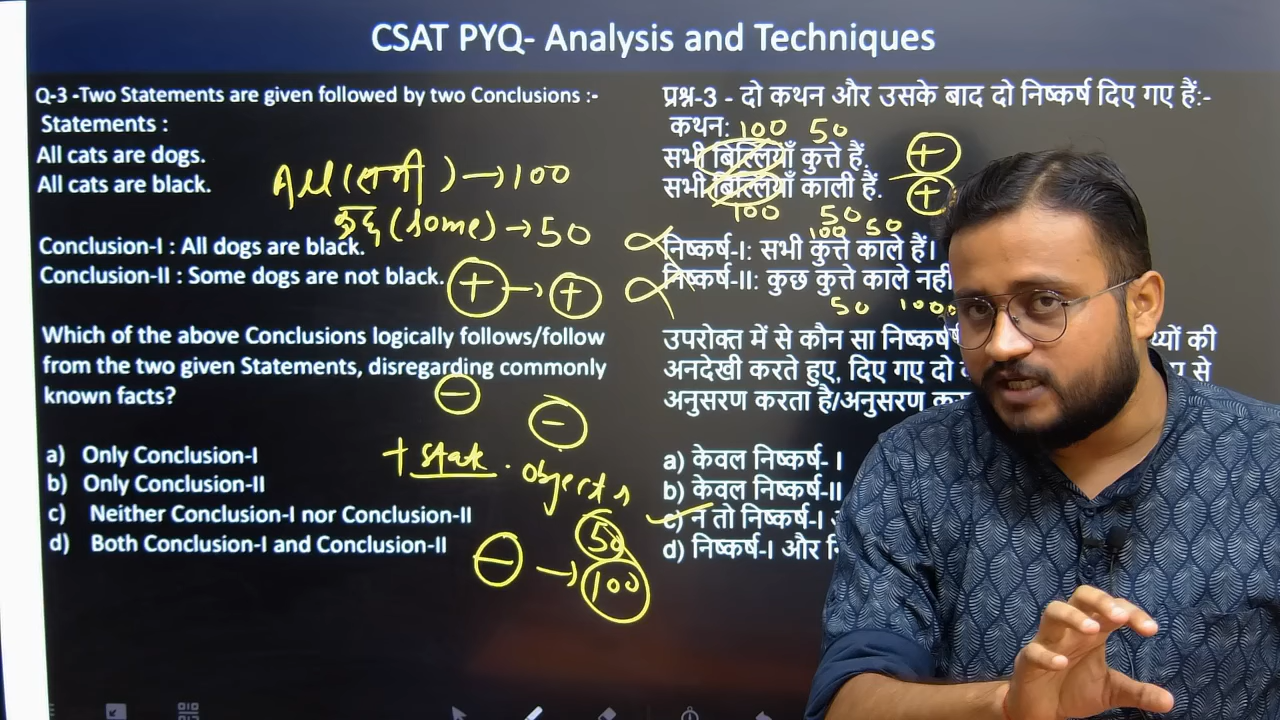 CSAT PYQ- Analysis and Techniques
Q-3 -Two Statements are given followed by two Conclusions :-
Statements :
All cats are dogs.
All cats are black.
All (सभी) → 100
कुछ (some) → 50
Conclusion-I : All dogs are black.
Conclusion-II : Some dogs are not black.
+ → +
Which of the above Conclusions logically follows/follow
from the two given Statements, disregarding commonly
known facts?
-
-
+ state. object
50
- → 100
a) Only Conclusion-I
b) Only Conclusion-II
c) Neither Conclusion-I nor Conclusion-II
d) Both Conclusion-I and Conclusion-II
प्रश्न-3 - दो कथन और उसके बाद दो निष्कर्ष दिए गए हैं:-
कथन: 100 50
सभी बिल्लियाँ कुत्ते हैं. +
सभी बिल्लियाँ काली हैं. +
100 50
100 50
निष्कर्ष-I: सभी कुत्ते काले हैं।
निष्कर्ष-II: कुछ कुत्ते काले नही
50 100
उपरोक्त में से कौन सा निष्कर्ष
की
अनदेखी करते हुए, दिए गए दो
से
अनुसरण करता है/अनुसरण
a) केवल निष्कर्ष- I
b) केवल निष्कर्ष-II
c) न तो निष्कर्ष-I
d) निष्कर्ष-I और